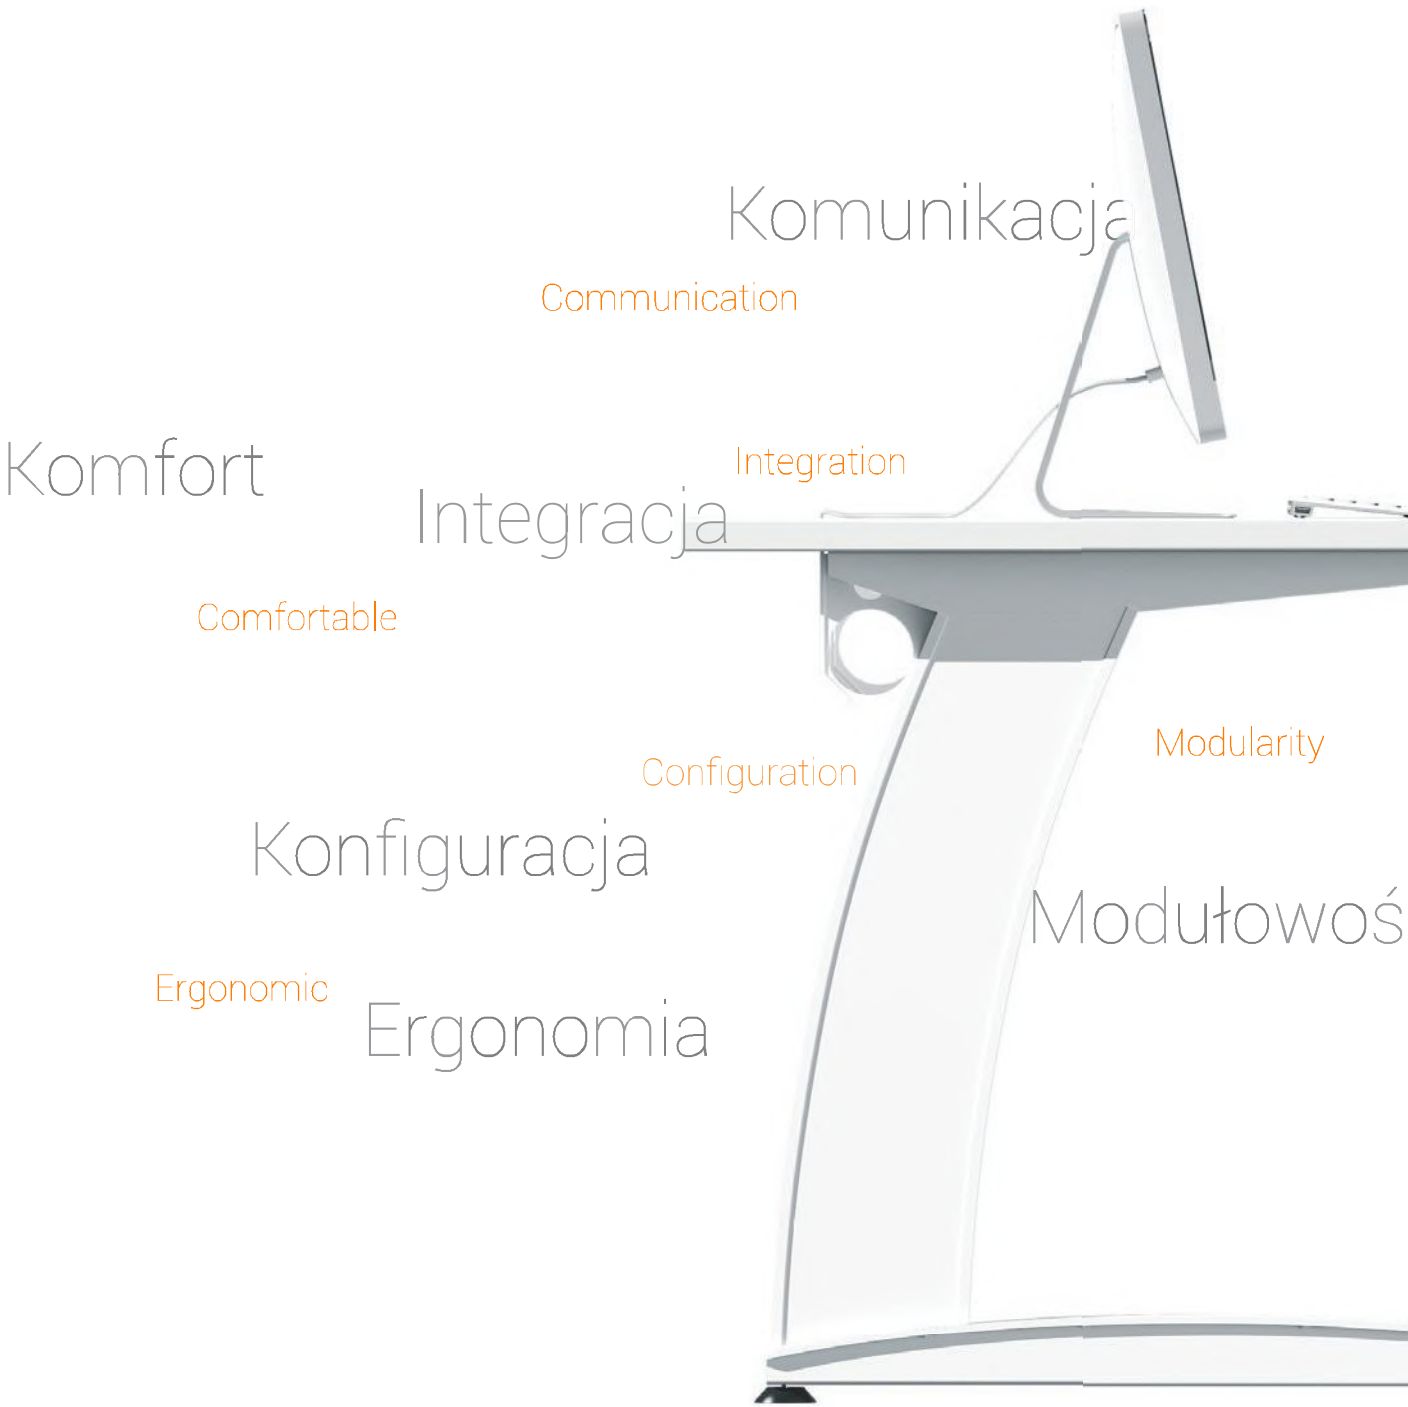 Komunikacja
Communication
Komfort
Integration
Integracja
Comfortable
Modularity
Configuration
Konfiguracja
Modułowoś
Ergonomic
Ergonomia